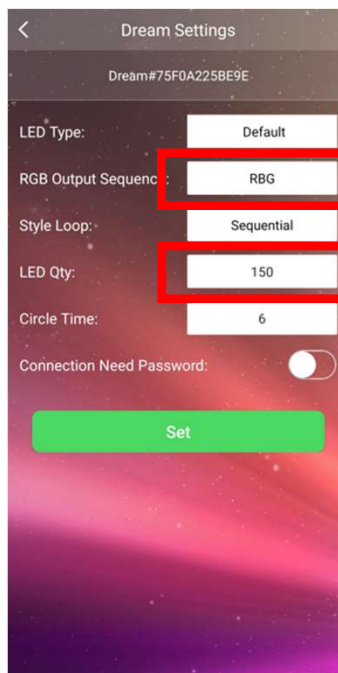 Dream Settings
Dream#75F0A225BE9E
LED Type: Default
RGB Output Sequence: RBG
Style Loop: Sequential
LED Qty: 150
Circle Time: 6
Connection Need Password:
Set